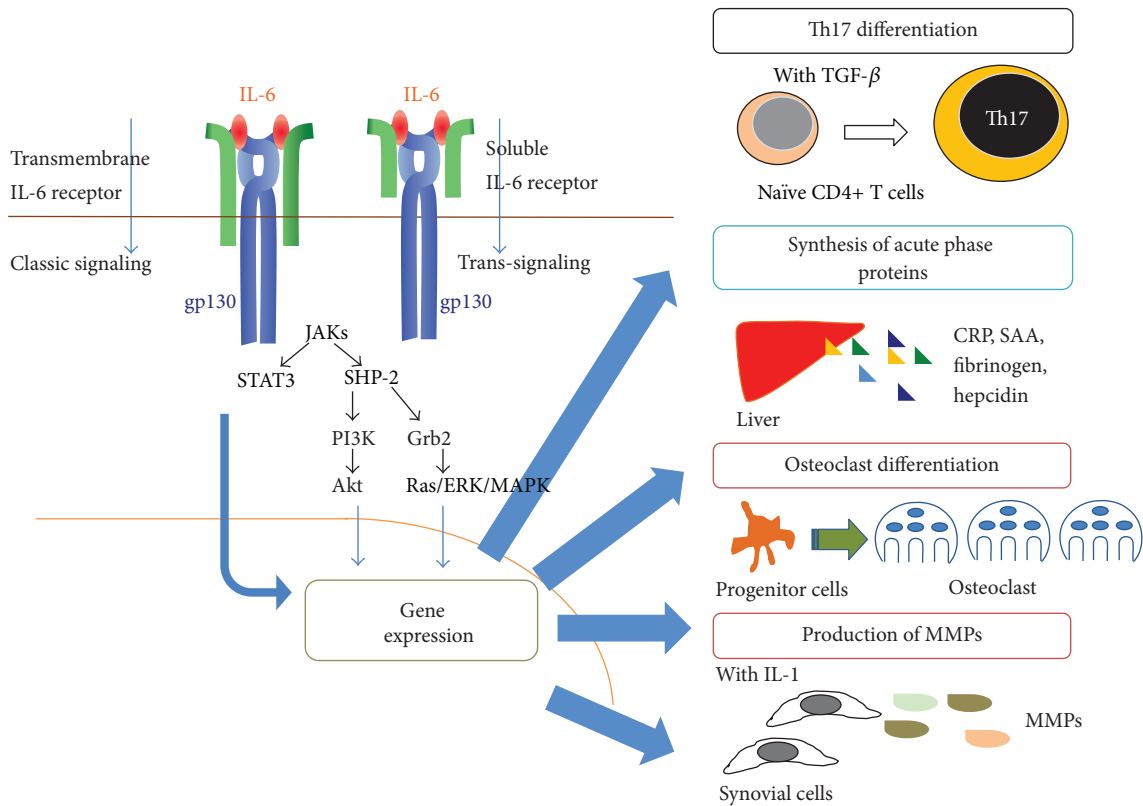 IL-6
IL-6
Transmembrane
IL-6 receptor
Soluble
IL-6 receptor
Classic signaling
Trans-signaling
gp130
gp130
JAKs
STAT3
SHP-2
PI3K
Grb2
Akt
Ras/ERK/MAPK
Gene
expression
Th17 differentiation
With TGF-β
Th17
Naïve CD4+ T cells
Synthesis of acute phase
proteins
CRP, SAA,
fibrinogen,
hepcidin
Liver
Osteoclast differentiation
Progenitor cells
Osteoclast
Production of MMPs
With IL-1
MMPs
Synovial cells